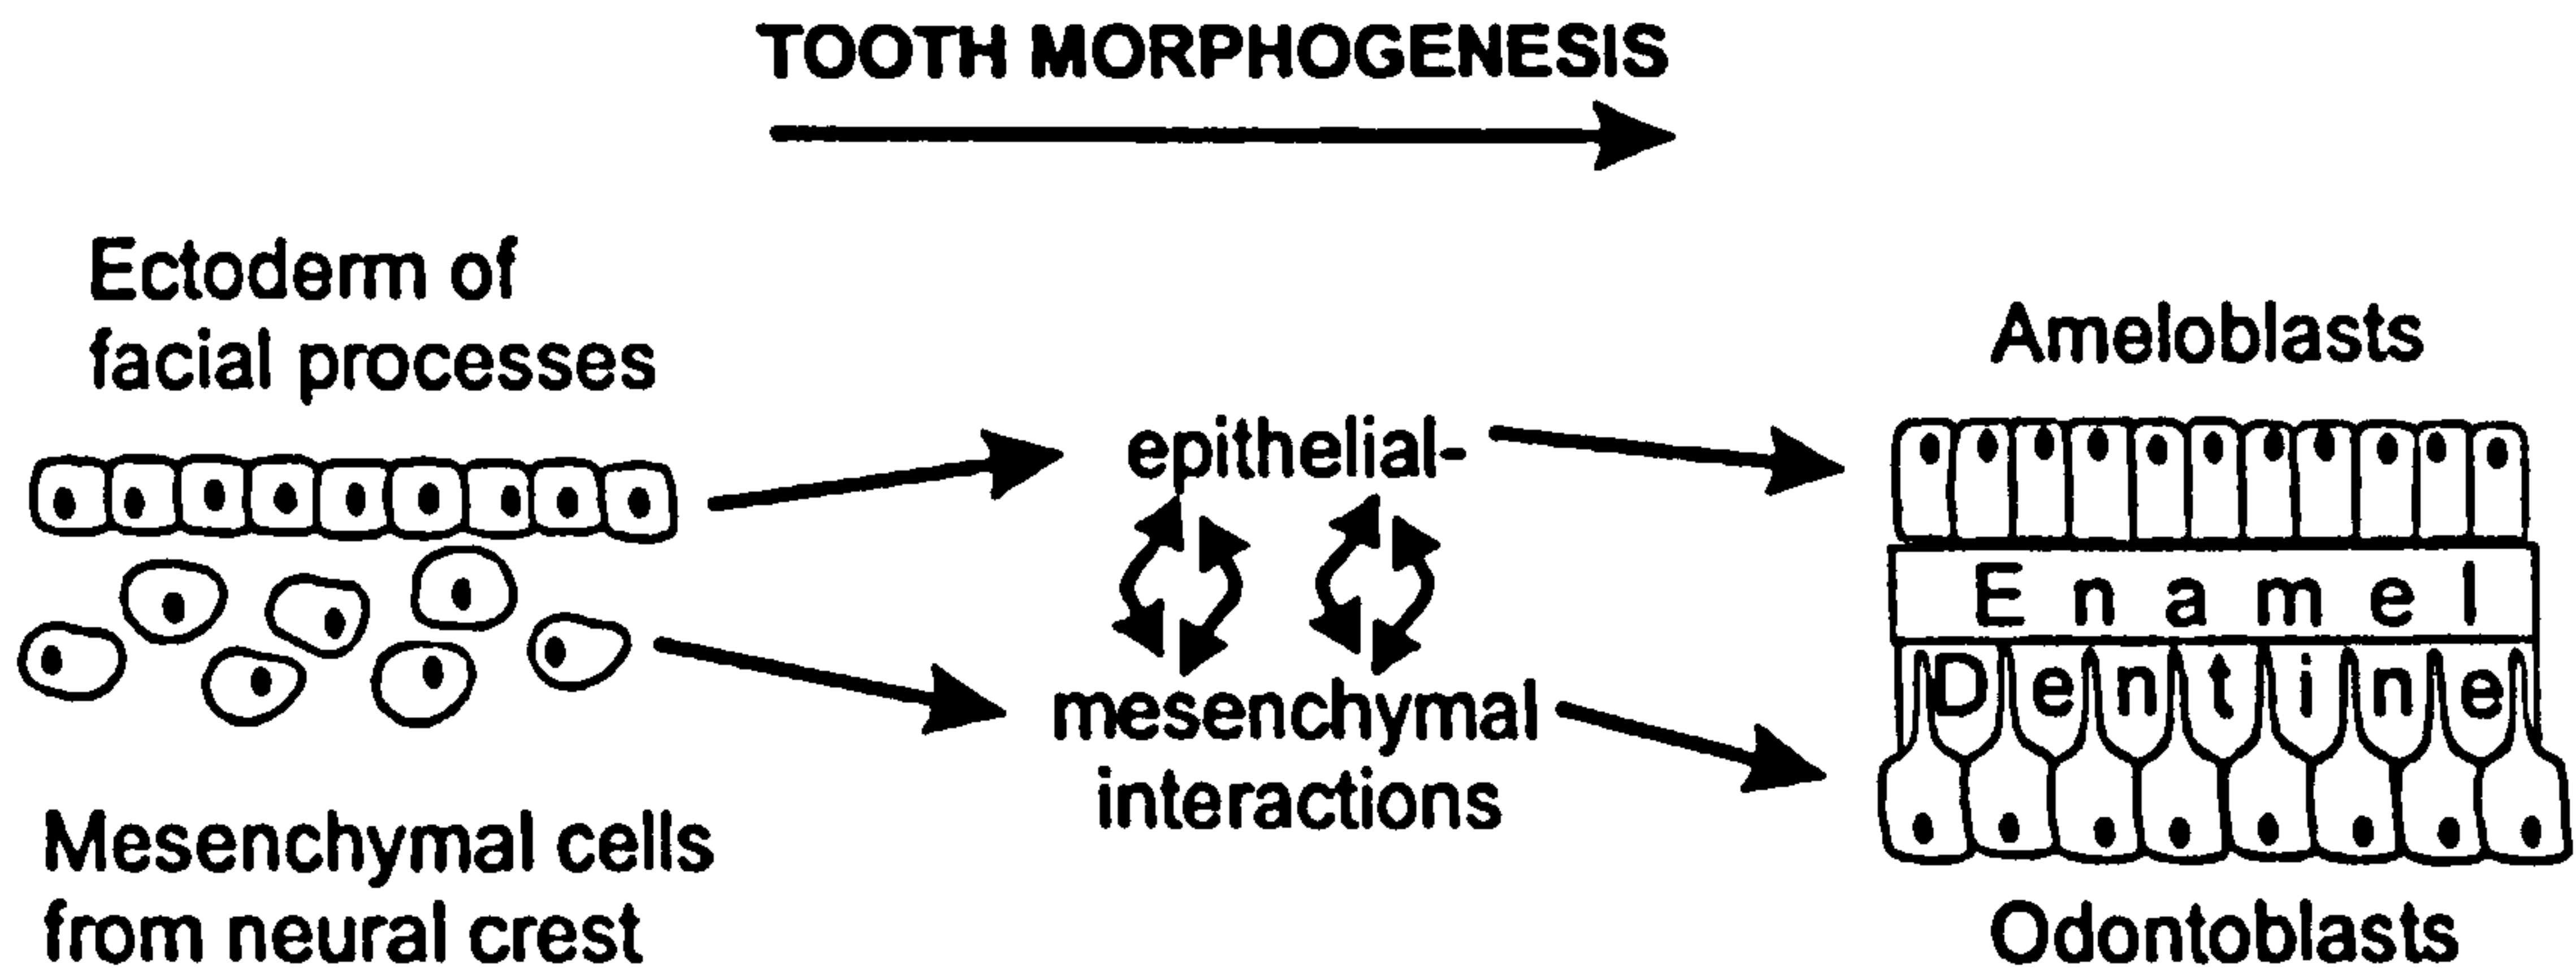 TOOTH MORPHOGENESIS
Ectoderm of
facial processes
Mesenchymal cells
from neural crest
epithelial-
mesenchymal
interactions
Ameloblasts
Enamel
Dentine
Odontoblasts